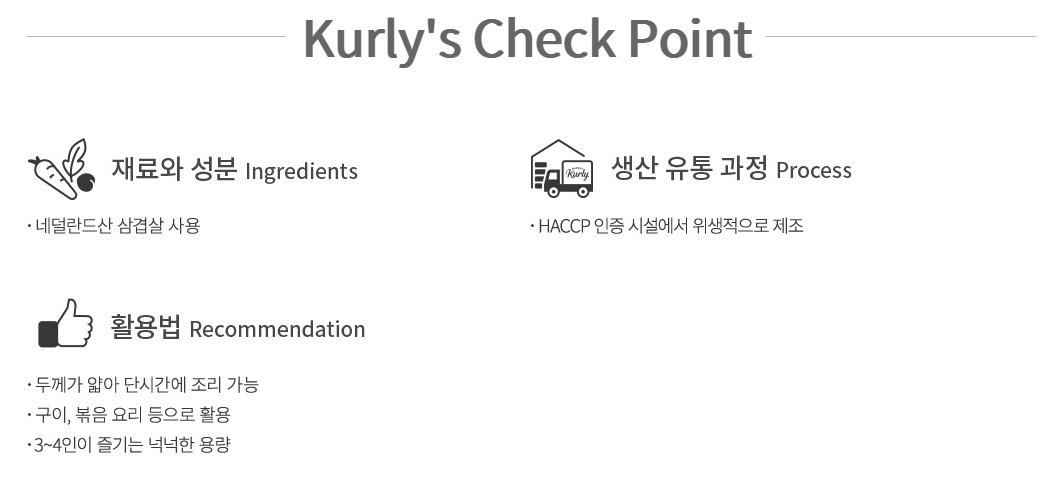 Kurly's Check Point
재료와 성분 Ingredients
· 네덜란드산 삼겹살 사용
Kurly
생산 유통 과정 Process
· HACCP 인증 시설에서 위생적으로 제조
활용법 Recommendation
· 두께가 얇아 단시간에 조리 가능
· 구이, 볶음 요리 등으로 활용
· 3~4인이 즐기는 넉넉한 용량